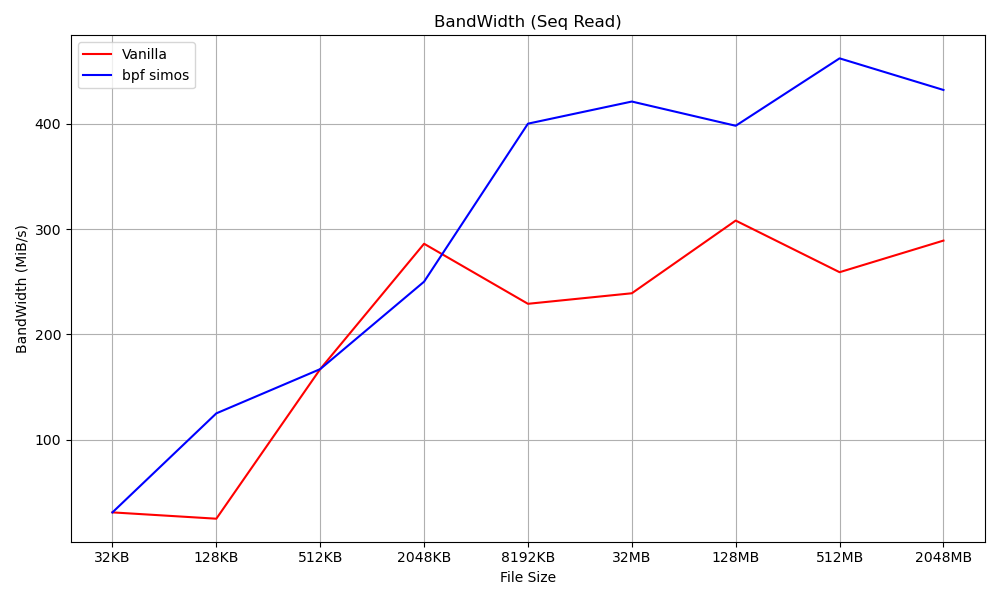 BandWidth (Seq Read)
Vanilla
bpf simos
BandWidth (MiB/s)
400
300
200
100
32KB 128KB 512KB 2048KB 8192KB 32MB 128MB 512MB 2048MB
File Size